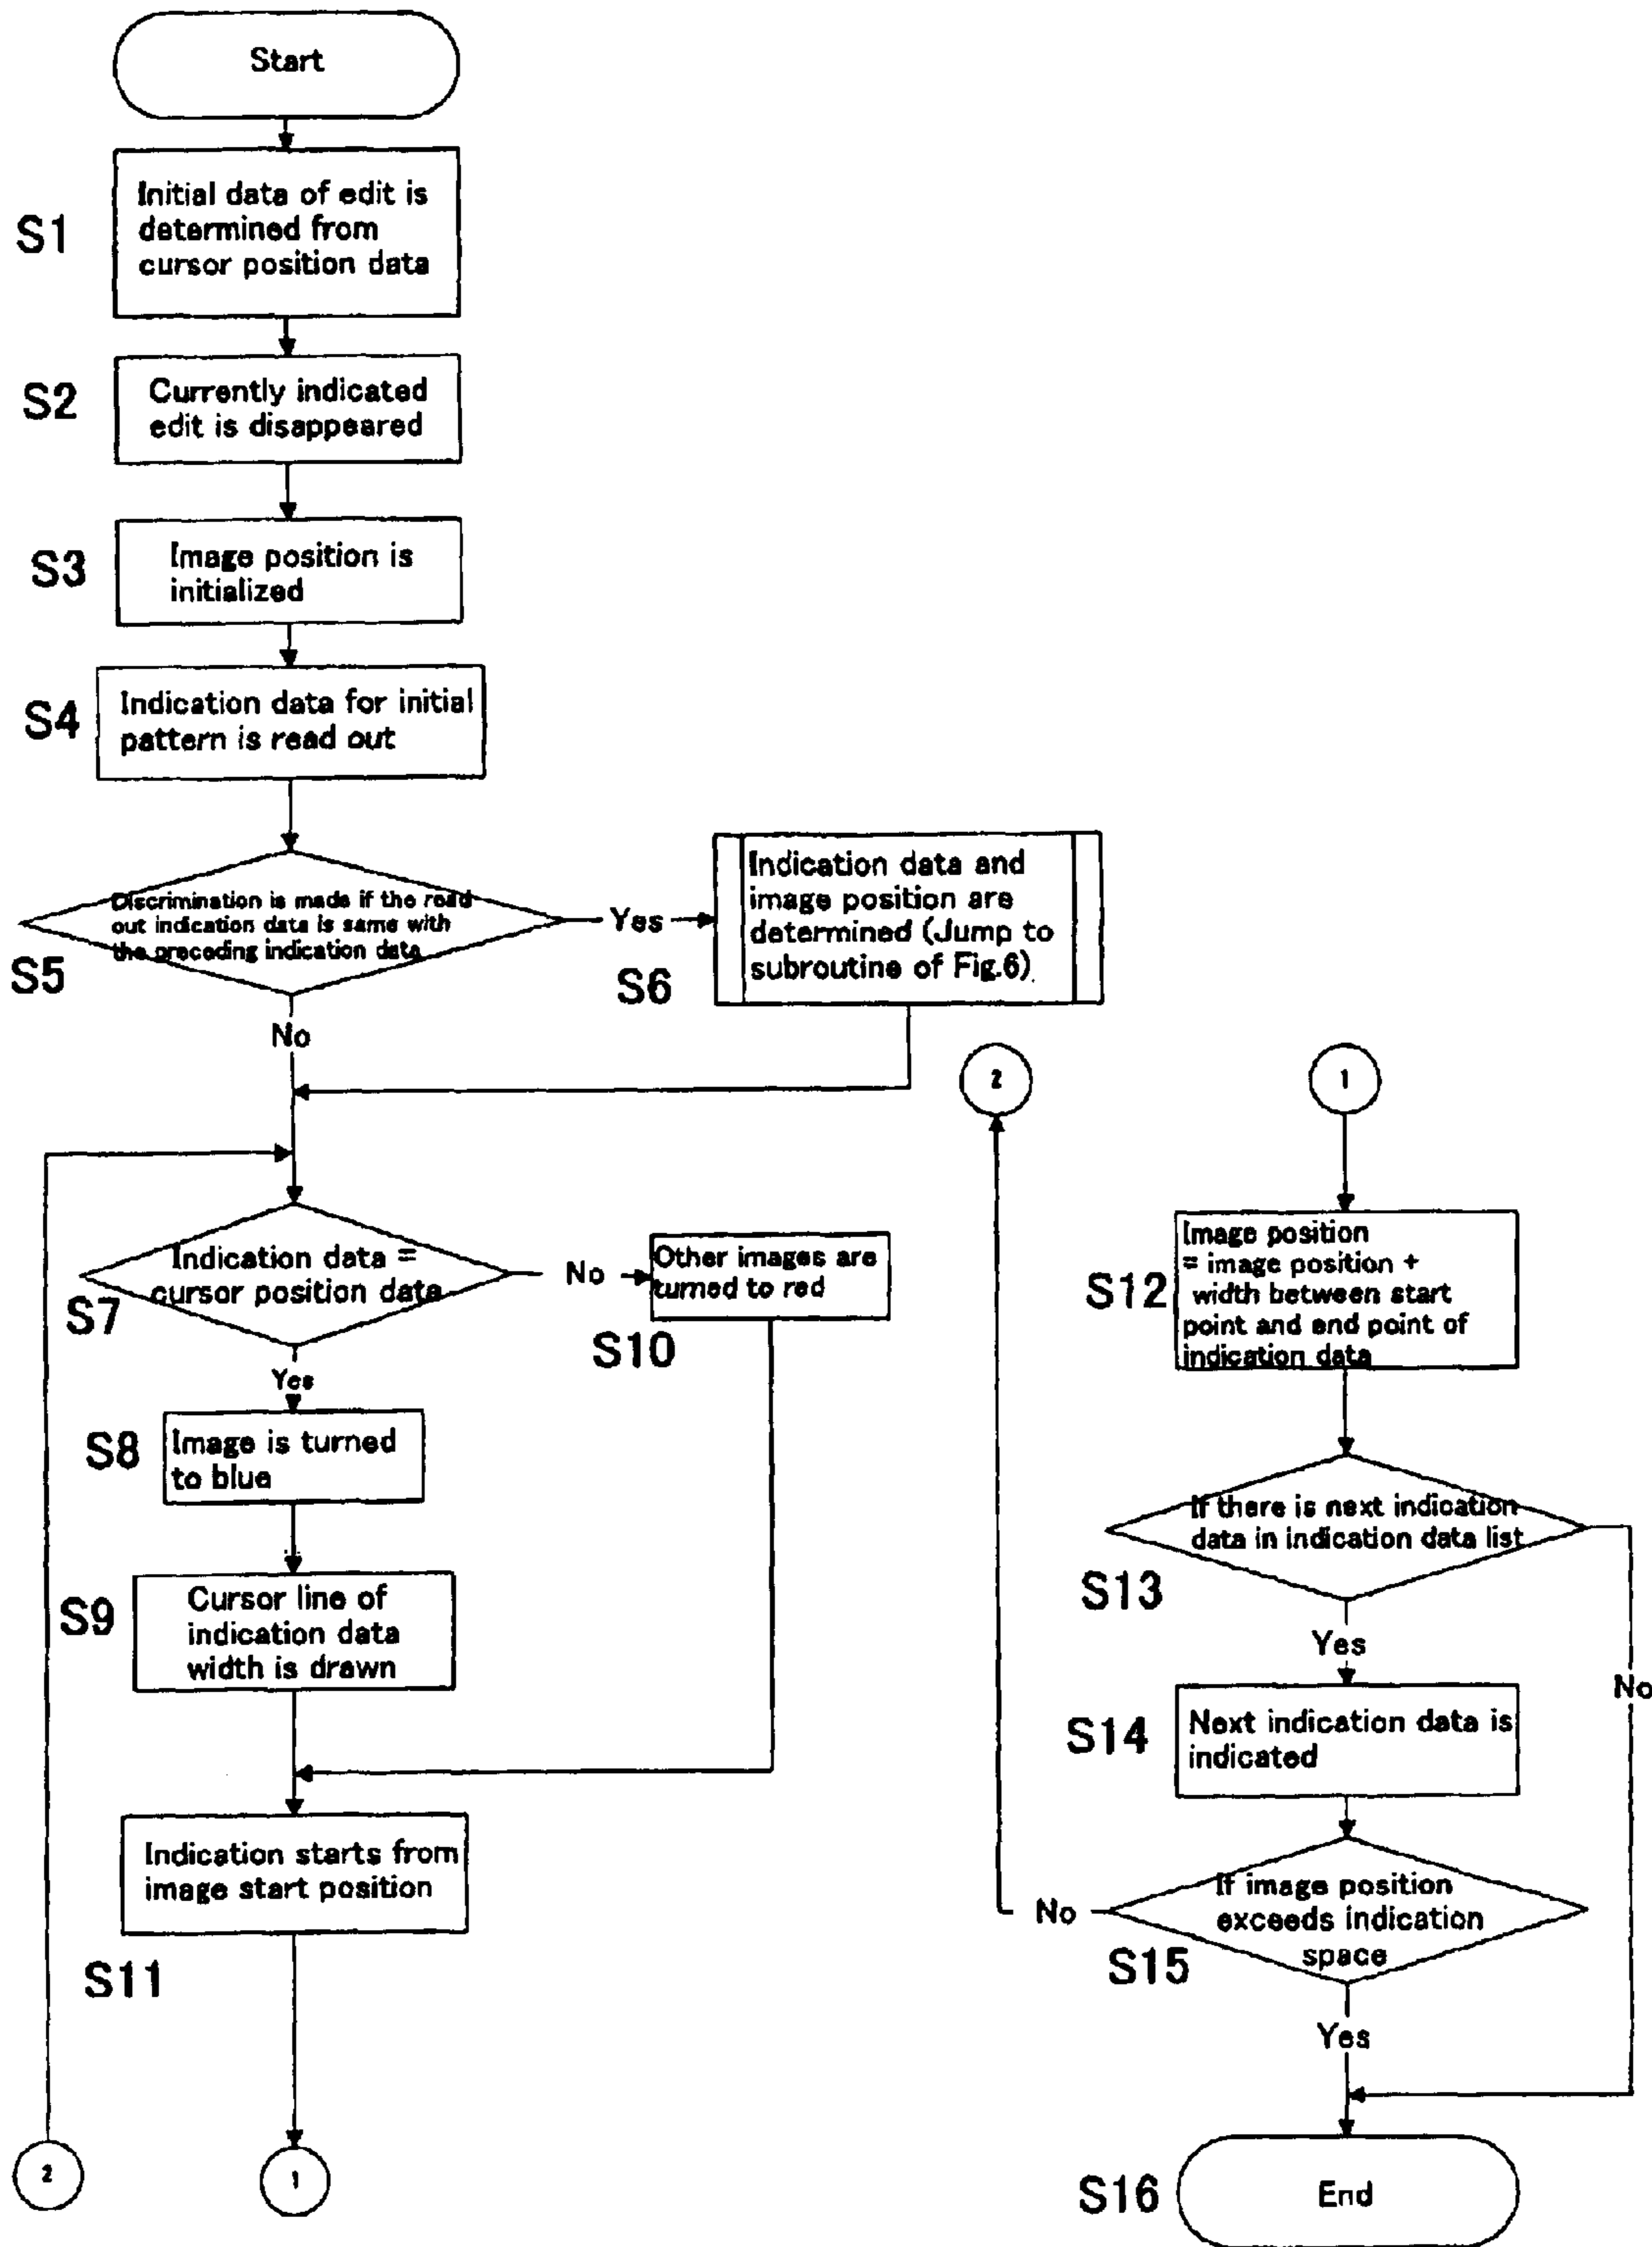 Start
S1
Initial data of edit is
determined from
cursor position data
S2
Currently indicated
edit is disappeared
S3
Image position is
initialized
S4
Indication data for initial
pattern is read out
Discrimination is made if the read
out indication data is same with
the preceding indication data
S5
Yes
No
S6
Indication data and
image position are
determined (Jump to
subroutine of Fig.6)
Indication data =
cursor position data
S7
No
Yes
Other images are
turned to red
S10
S8
Image is turned
to blue
S9
Cursor line of
indication data
width is drawn
Indication starts from
image start position
S11
2
1
2
1
S12
Image position
= image position +
width between start
point and end point of
indication data
If there is next indication
data in indication data list
S13
Yes
No
S14
Next indication data is
indicated
If image position
exceeds indication
space
S15
No
Yes
S16
End